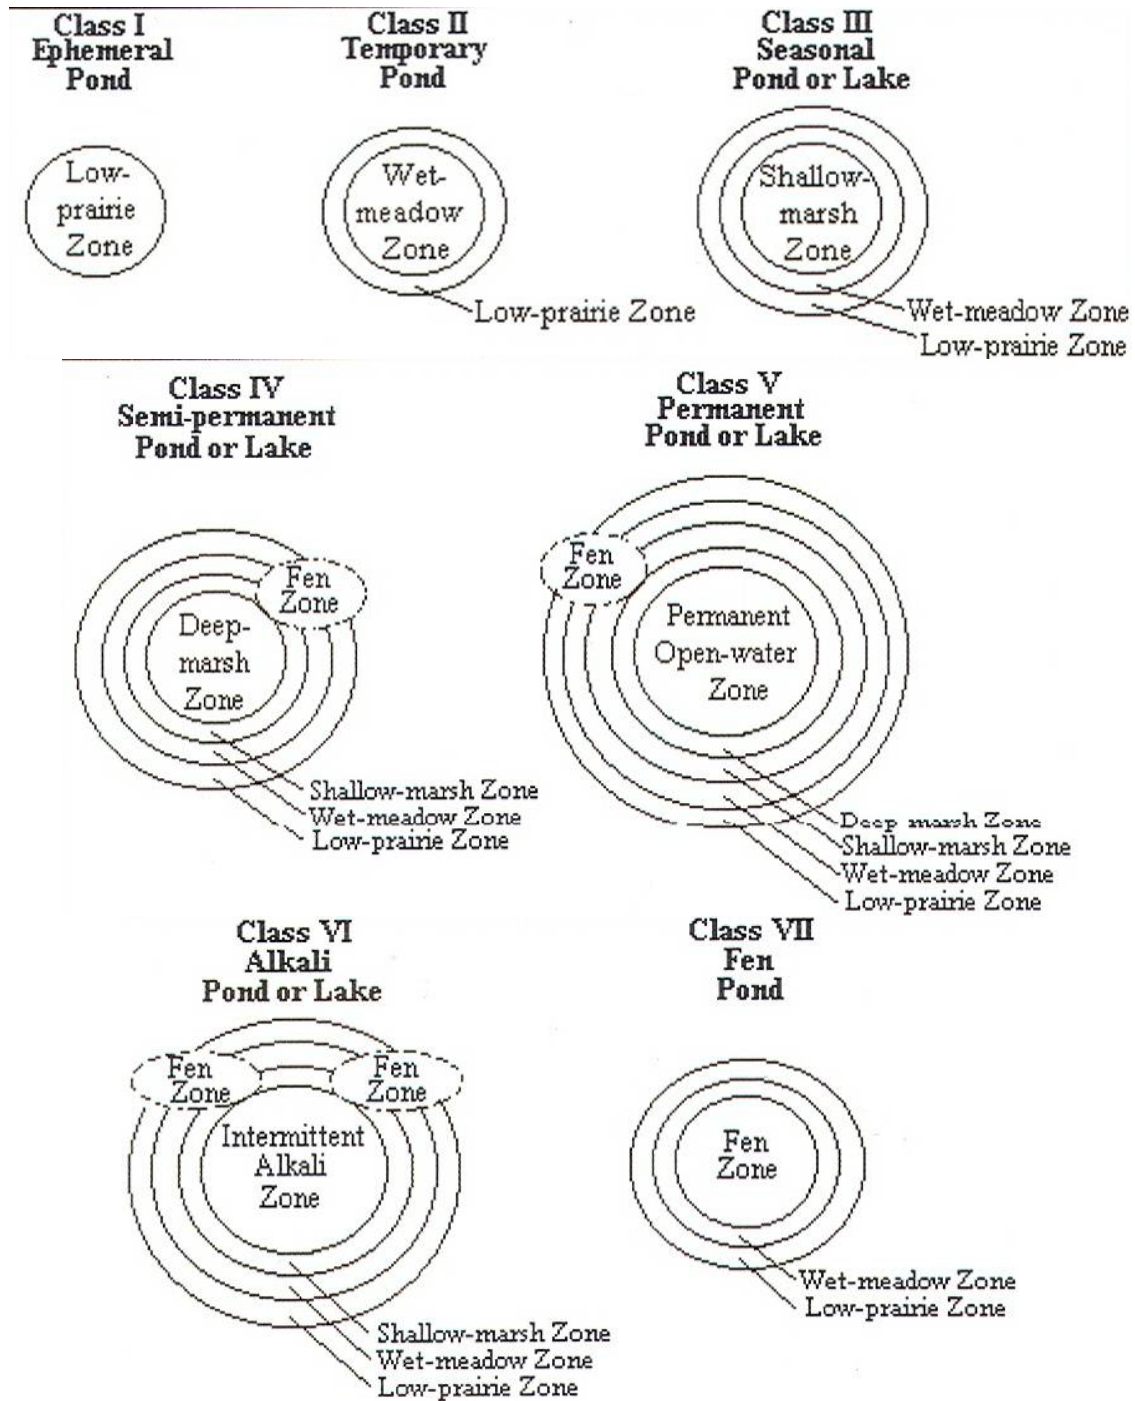 Class I
Ephemeral
Pond
Low-
prairie
Zone
Class II
Temporary
Pond
Wet-
meadow
Zone
Low-prairie Zone
Class III
Seasonal
Pond or Lake
Shallow-
marsh
Zone
Wet-meadow Zone
Low-prairie Zone
Class IV
Semi-permanent
Pond or Lake
Fen
Zone
Deep-
marsh
Zone
Shallow-marsh Zone
Wet-meadow Zone
Low-prairie Zone
Class V
Permanent
Pond or Lake
Fen
Zone
Permanent
Open-water
Zone
Deep marsh Zone
Shallow-marsh Zone
Wet-meadow Zone
Low-prairie Zone
Class VI
Alkali
Pond or Lake
Fen
Zone
Fen
Zone
Intermittent
Alkali
Zone
Shallow-marsh Zone
Wet-meadow Zone
Low-prairie Zone
Class VII
Fen
Pond
Fen
Zone
Wet-meadow Zone
Low-prairie Zone